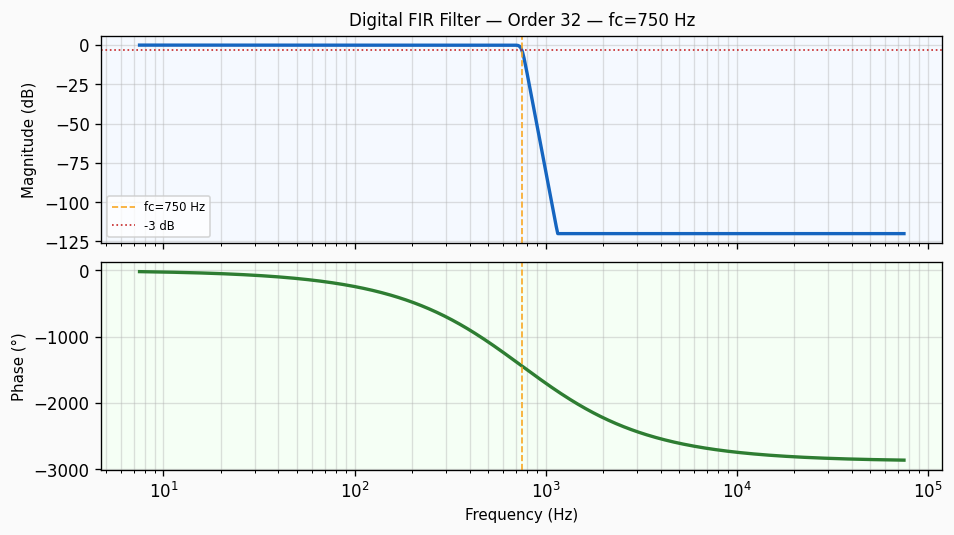 Digital FIR Filter — Order 32 — fc=750 Hz
Magnitude (dB)
0
−25
−50
−75
−100
−125
fc=750 Hz
-3 dB
Phase (°)
0
−1000
−2000
−3000
10¹
10²
10³
10⁴
10⁵
Frequency (Hz)